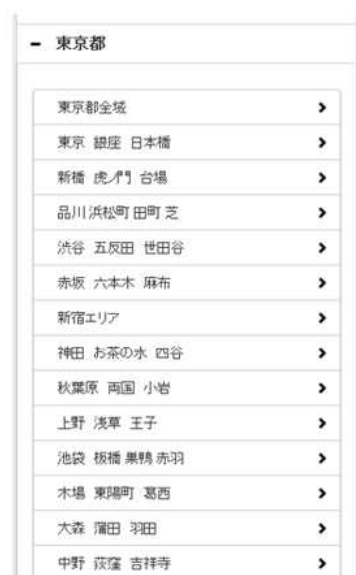 − 東京都
東京都全域
東京 銀座 日本橋
新橋 虎ノ門 台場
品川 浜松町 田町 芝
渋谷 五反田 世田谷
赤坂 六本木 麻布
新宿エリア
神田 お茶の水 四谷
秋葉原 両国 小岩
上野 浅草 王子
池袋 板橋 巣鴨 赤羽
木場 東陽町 葛西
大森 蒲田 羽田
中野 荻窪 吉祥寺